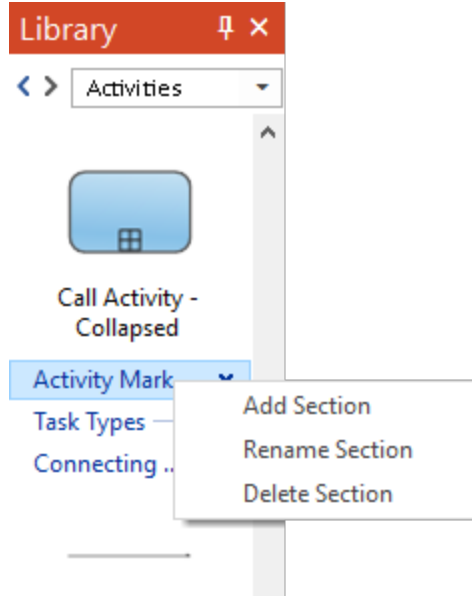 Library
Activities
Call Activity -
Collapsed
Activity Mark
Task Types
Connecting ..
Add Section
Rename Section
Delete Section